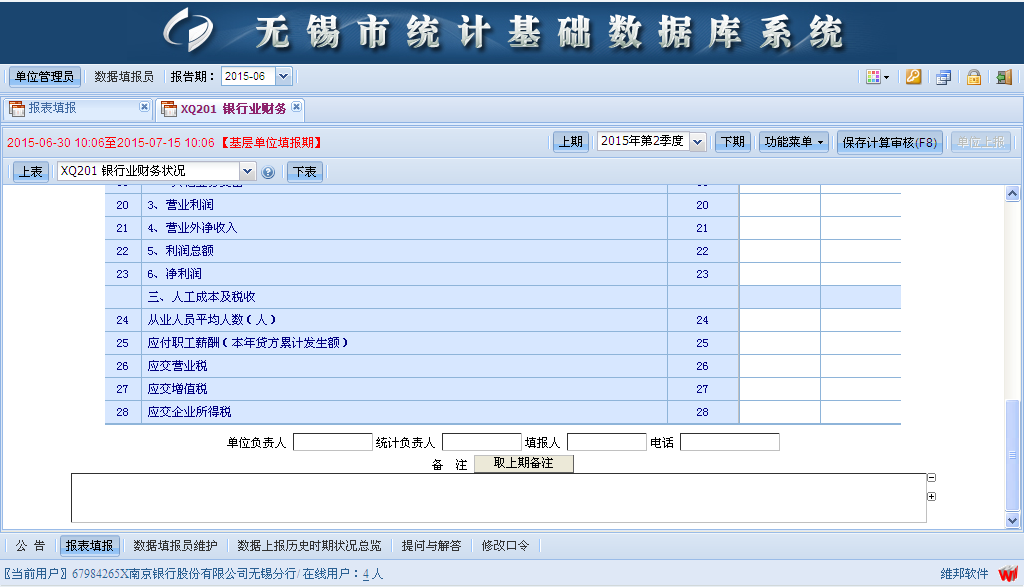 无锡市统计基础数据库系统
单位管理员 数据填报员 报告期： 2015-06
报表填报 XQ201 银行业财务
2015-06-30 10:06至2015-07-15 10:06 【基层单位填报期】 上期 2015年第2季度 下期 功能菜单 保存计算审核(F8) 单位上报
上表 XQ201 银行业财务状况 下表
20 3、营业利润 20
21 4、营业外净收入 21
22 5、利润总额 22
23 6、净利润 23
三、人工成本及税收
24 从业人员平均人数（人） 24
25 应付职工薪酬（本年贷方累计发生额） 25
26 应交营业税 26
27 应交增值税 27
28 应交企业所得税 28
单位负责人 统计负责人 填报人 电话
备 注 取上期备注
公 告 报表填报 数据填报员维护 数据上报历史时期状况总览 提问与解答 修改口令
〖当前用户〗67984265X南京银行股份有限公司无锡分行/ 在线用户：4 人 维邦软件